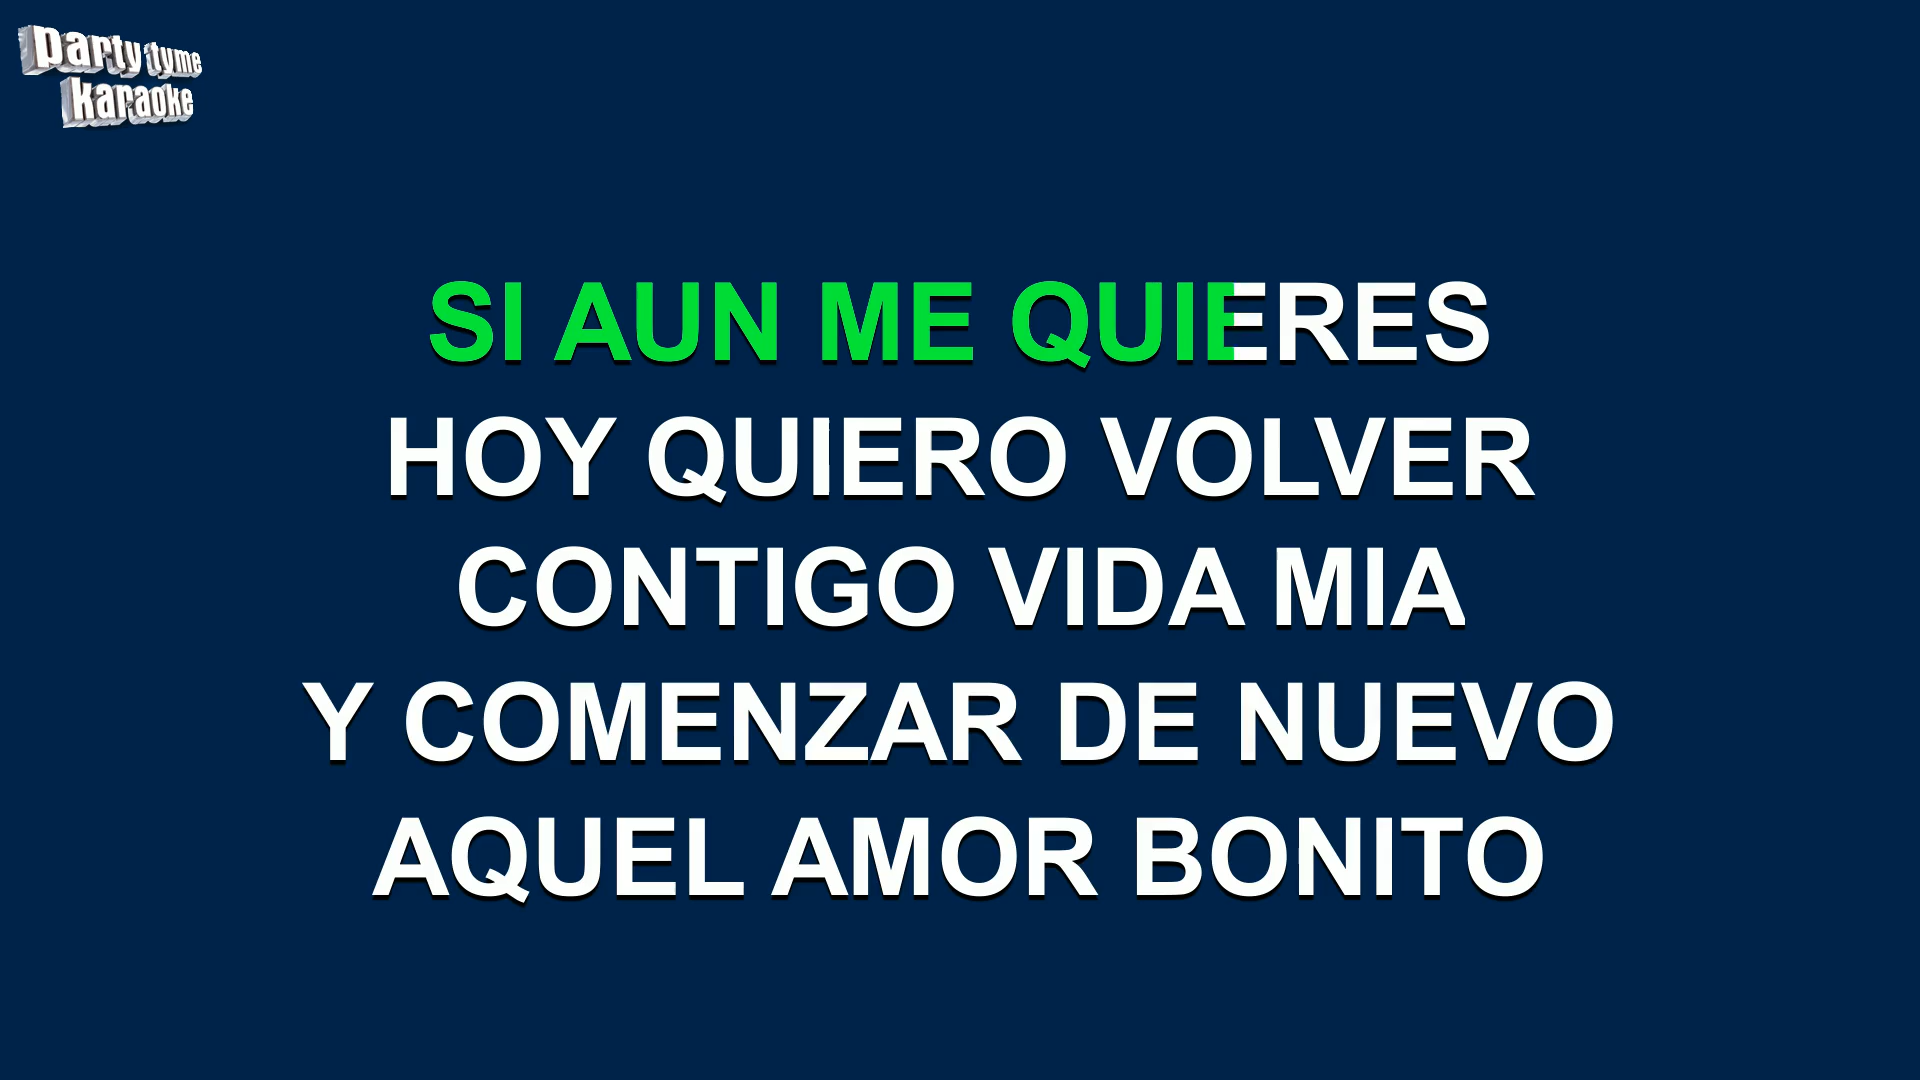 party tyme
karaoke
SI AUN ME QUIERES
HOY QUIERO VOLVER
CONTIGO VIDA MIA
Y COMENZAR DE NUEVO
AQUEL AMOR BONITO